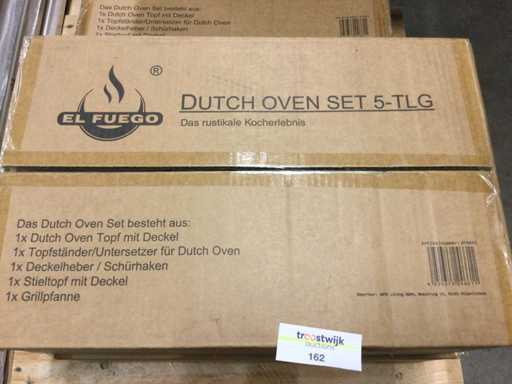 Das Dutch Oven Set besteht aus:
1x Dutch Oven Topf mit Deckel
1x Topfständer/Untersetzer für Dutch Oven
1x Deckelheber / Schürhaken
1x Stieltopf mit Deckel
®
EL FUEGO
DUTCH OVEN SET 5-TLG
Das rustikale Kocherlebnis
Das Dutch Oven Set besteht aus:
1x Dutch Oven Topf mit Deckel
1x Topfständer/Untersetzer für Dutch Oven
1x Deckelheber / Schürhaken
1x Stieltopf mit Deckel
1x Grillpfanne
troostwijk
auctions
162